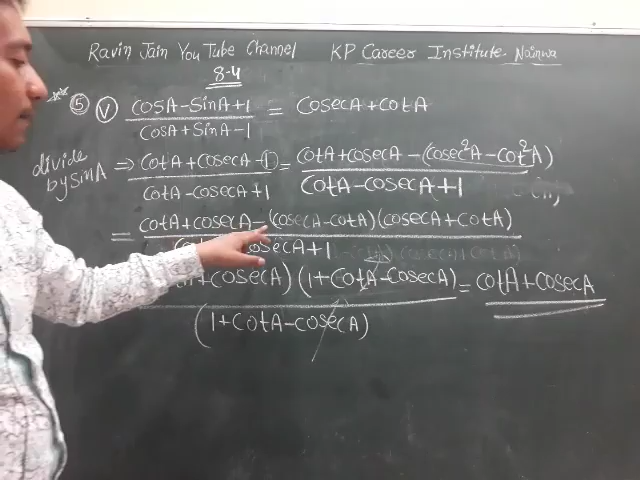 Ravin Jain YouTube Channel KP Career Institute Nainwa
8.4
⑤ Ⓥ CosA-SinA+1 / CosA+SinA-1 = CosecA+CotA
divide by SinA ⇒ CotA+CosecA-① / CotA-CosecA+1 = CotA+CosecA-(Cosec²A-Cot²A) / CotA-CosecA+1
= CotA+CosecA-(CosecA-CotA)(CosecA+CotA) / CosecA+1
+CosecA)(1+CotA-CosecA) / (1+CotA-CosecA) = CotA+CosecA